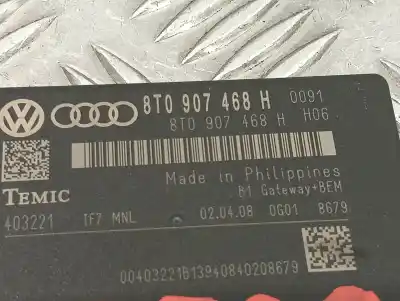 8T0 907 468 H 0091
8T0 907 468 H H06
TEMIC
Made in Philippines
B1 Gateway+BEM
403221 TF7 MNL 02.04.08 0G01 8679
00403221B13940840208679